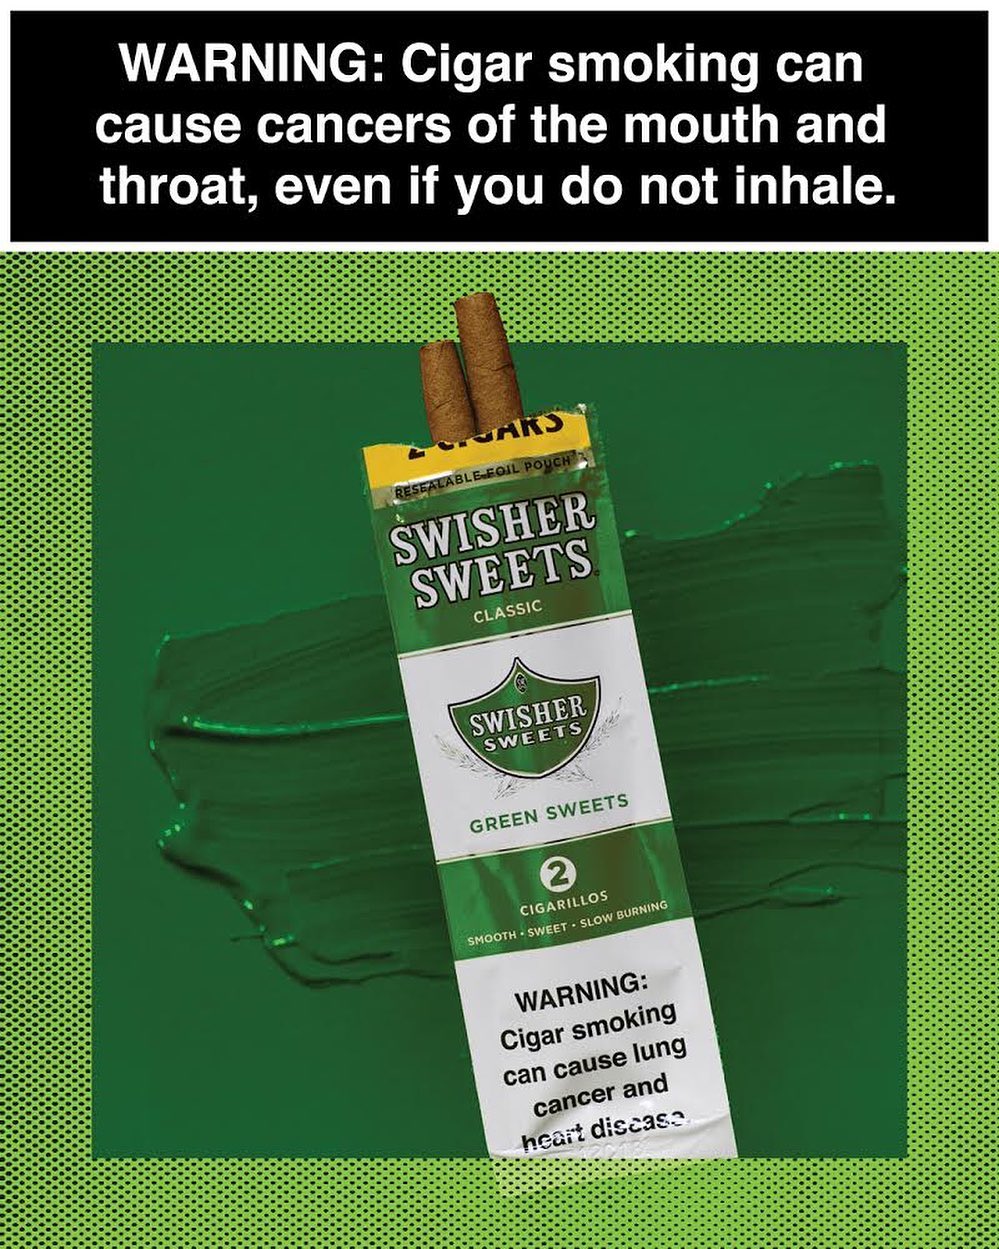 WARNING: Cigar smoking can
cause cancers of the mouth and
throat, even if you do not inhale.
2 CIGARS
RESEALABLE FOIL POUCH
SWISHER
SWEETS
CLASSIC
SWISHER
SWEETS
GREEN SWEETS
2
CIGARILLOS
SMOOTH • SWEET • SLOW BURNING
WARNING:
Cigar smoking
can cause lung
cancer and
heart disease.